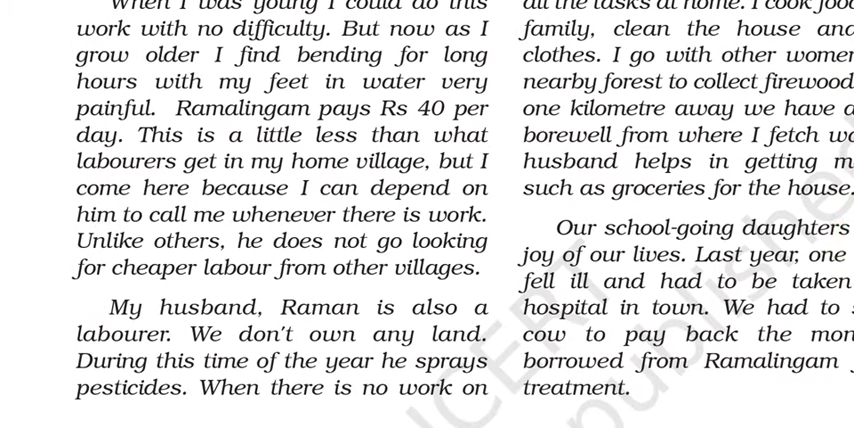 When I was young I could do this
work with no difficulty. But now as I
grow older I find bending for long
hours with my feet in water very
painful. Ramalingam pays Rs 40 per
day. This is a little less than what
labourers get in my home village, but I
come here because I can depend on
him to call me whenever there is work.
Unlike others, he does not go looking
for cheaper labour from other villages.
My husband, Raman is also a
labourer. We don't own any land.
During this time of the year he sprays
pesticides. When there is no work on
all the tasks at home. I cook food
family, clean the house and
clothes. I go with other women
nearby forest to collect firewood
one kilometre away we have a
borewell from where I fetch
husband helps in getting
such as groceries for the house.
Our school-going daughters
joy of our lives. Last year, one
fell ill and had to be taken
hospital in town. We had to
cow to pay back the
borrowed from Ramalingam
treatment.
NCERT
published